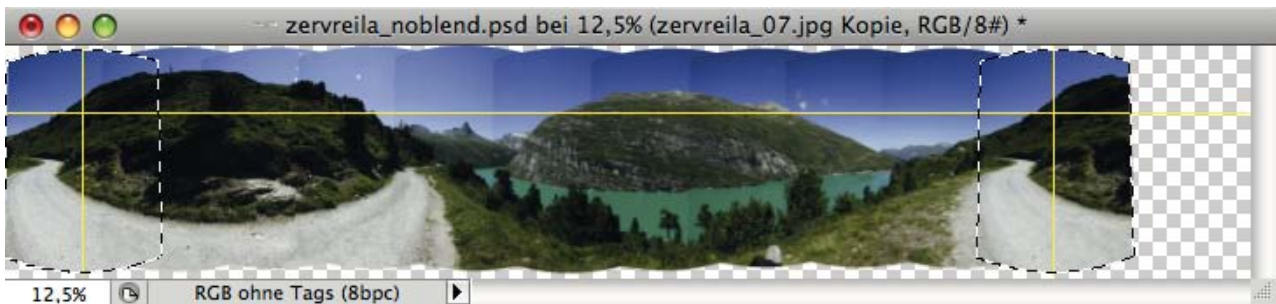 zervreila_noblend.psd bei 12,5% (zervreila_07.jpg Kopie, RGB/8#) *
12,5% RGB ohne Tags (8bpc)